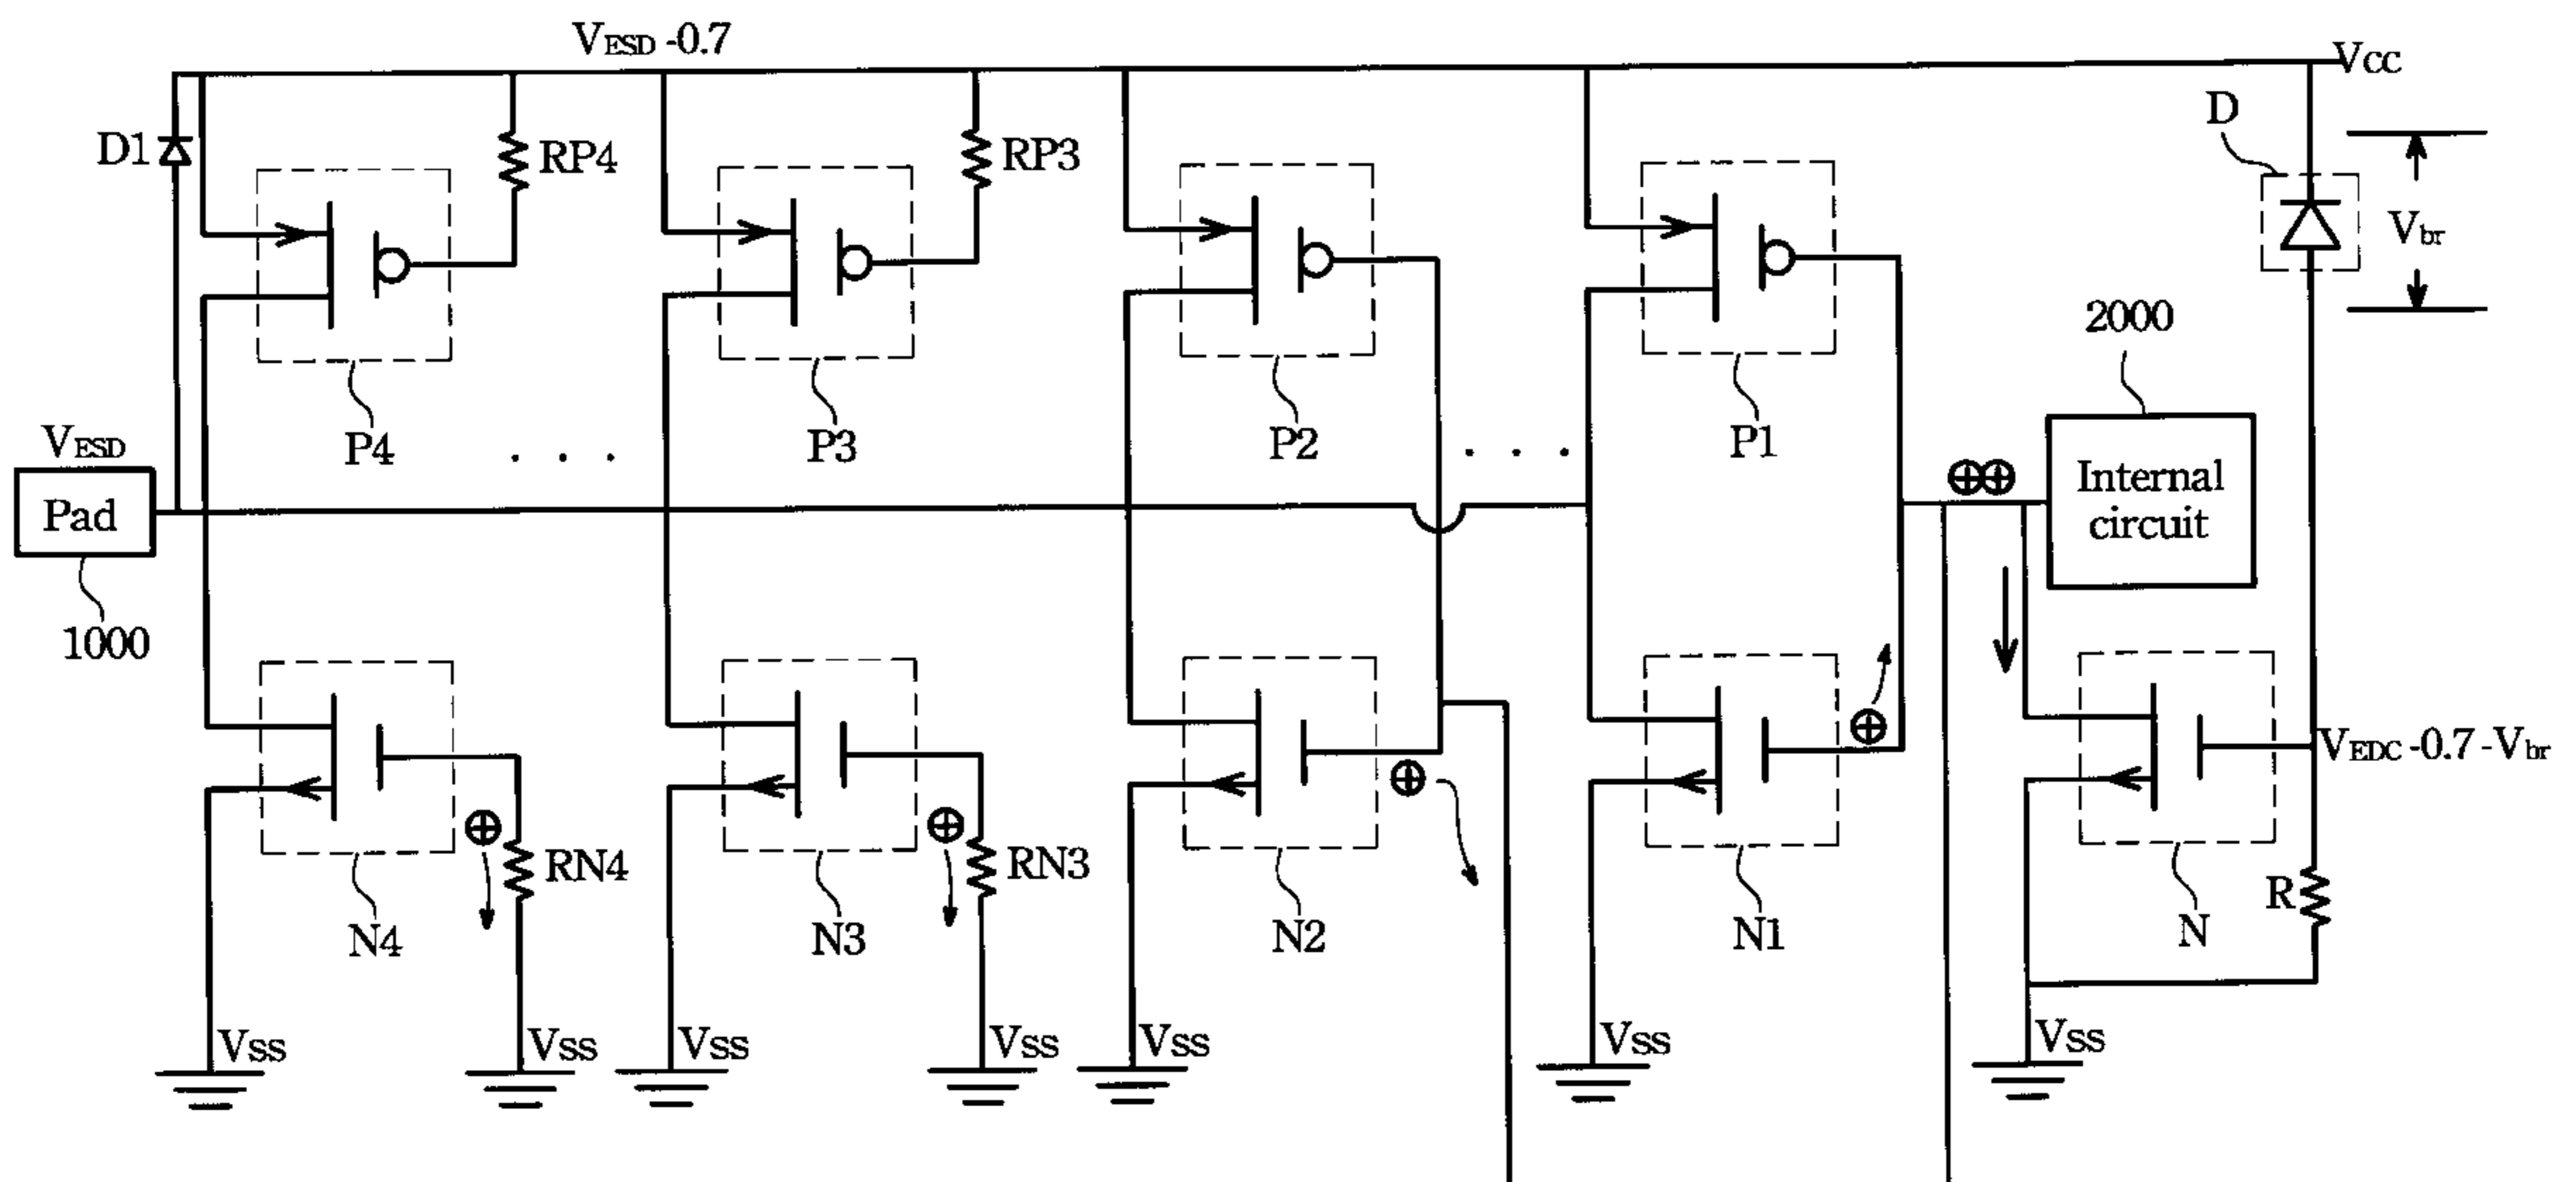 VESD -0.7
VCC
D
D1
RP4
RP3
Vbr
2000
P4
P3
P2
P1
VESD
Pad
. . .
. . .
Internal
circuit
1000
VEDC -0.7 -Vbr
RN4
RN3
R
N4
N3
N2
N1
N
VSS
VSS
VSS
VSS
VSS
VSS
VSS